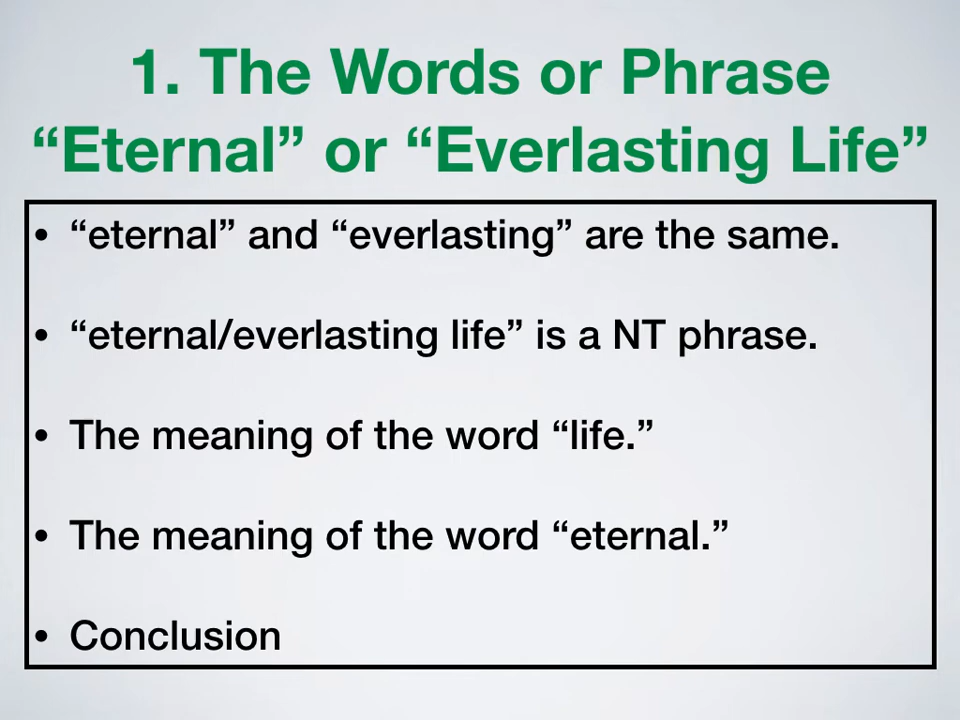 1. The Words or Phrase
“Eternal” or “Everlasting Life”
• “eternal” and “everlasting” are the same.
• “eternal/everlasting life” is a NT phrase.
• The meaning of the word “life.”
• The meaning of the word “eternal.”
• Conclusion